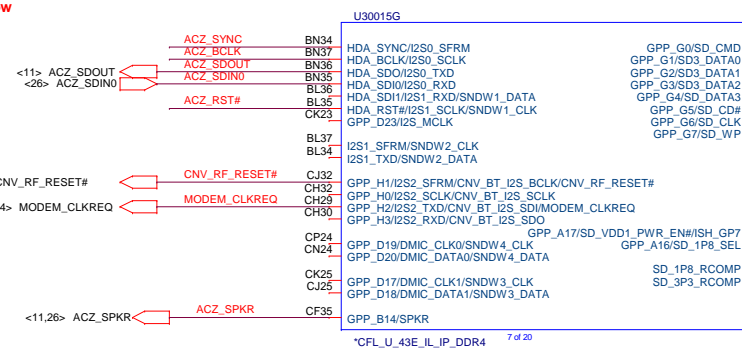 ow
U30015G
ACZ_SYNC BN34 HDA_SYNC/I2S0_SFRM GPP_G0/SD_CMD
ACZ_BCLK BN37 HDA_BCLK/I2S0_SCLK GPP_G1/SD3_DATA0
<11> ACZ_SDOUT ACZ_SDOUT BN36 HDA_SDO/I2S0_TXD GPP_G2/SD3_DATA1
<26> ACZ_SDIN0 ACZ_SDIN0 BN35 HDA_SDI0/I2S0_RXD GPP_G3/SD3_DATA2
BL36 HDA_SDI1/I2S1_RXD/SNDW1_DATA GPP_G4/SD_DATA3
ACZ_RST# BL35 HDA_RST#/I2S1_SCLK/SNDW1_CLK GPP_G5/SD_CD#
CK23 GPP_D23/I2S_MCLK GPP_G6/SD_CLK
GPP_G7/SD_WP
BL37 I2S1_SFRM/SNDW2_CLK
BL34 I2S1_TXD/SNDW2_DATA
CNV_RF_RESET# CNV_RF_RESET# CJ32 GPP_H1/I2S2_SFRM/CNV_BT_I2S_BCLK/CNV_RF_RESET#
CH32 GPP_H0/I2S2_SCLK/CNV_BT_I2S_SCLK
4> MODEM_CLKREQ MODEM_CLKREQ CH29 GPP_H2/I2S2_TXD/CNV_BT_I2S_SDI/MODEM_CLKREQ
CH30 GPP_H3/I2S2_RXD/CNV_BT_I2S_SDO
GPP_A17/SD_VDD1_PWR_EN#/ISH_GP7
CP24 GPP_D19/DMIC_CLK0/SNDW4_CLK GPP_A16/SD_1P8_SEL
CN24 GPP_D20/DMIC_DATA0/SNDW4_DATA
SD_1P8_RCOMP
CK25 GPP_D17/DMIC_CLK1/SNDW3_CLK SD_3P3_RCOMP
CJ25 GPP_D18/DMIC_DATA1/SNDW3_DATA
<11,26> ACZ_SPKR ACZ_SPKR CF35 GPP_B14/SPKR
*CFL_U_43E_IL_IP_DDR4 7 of 20